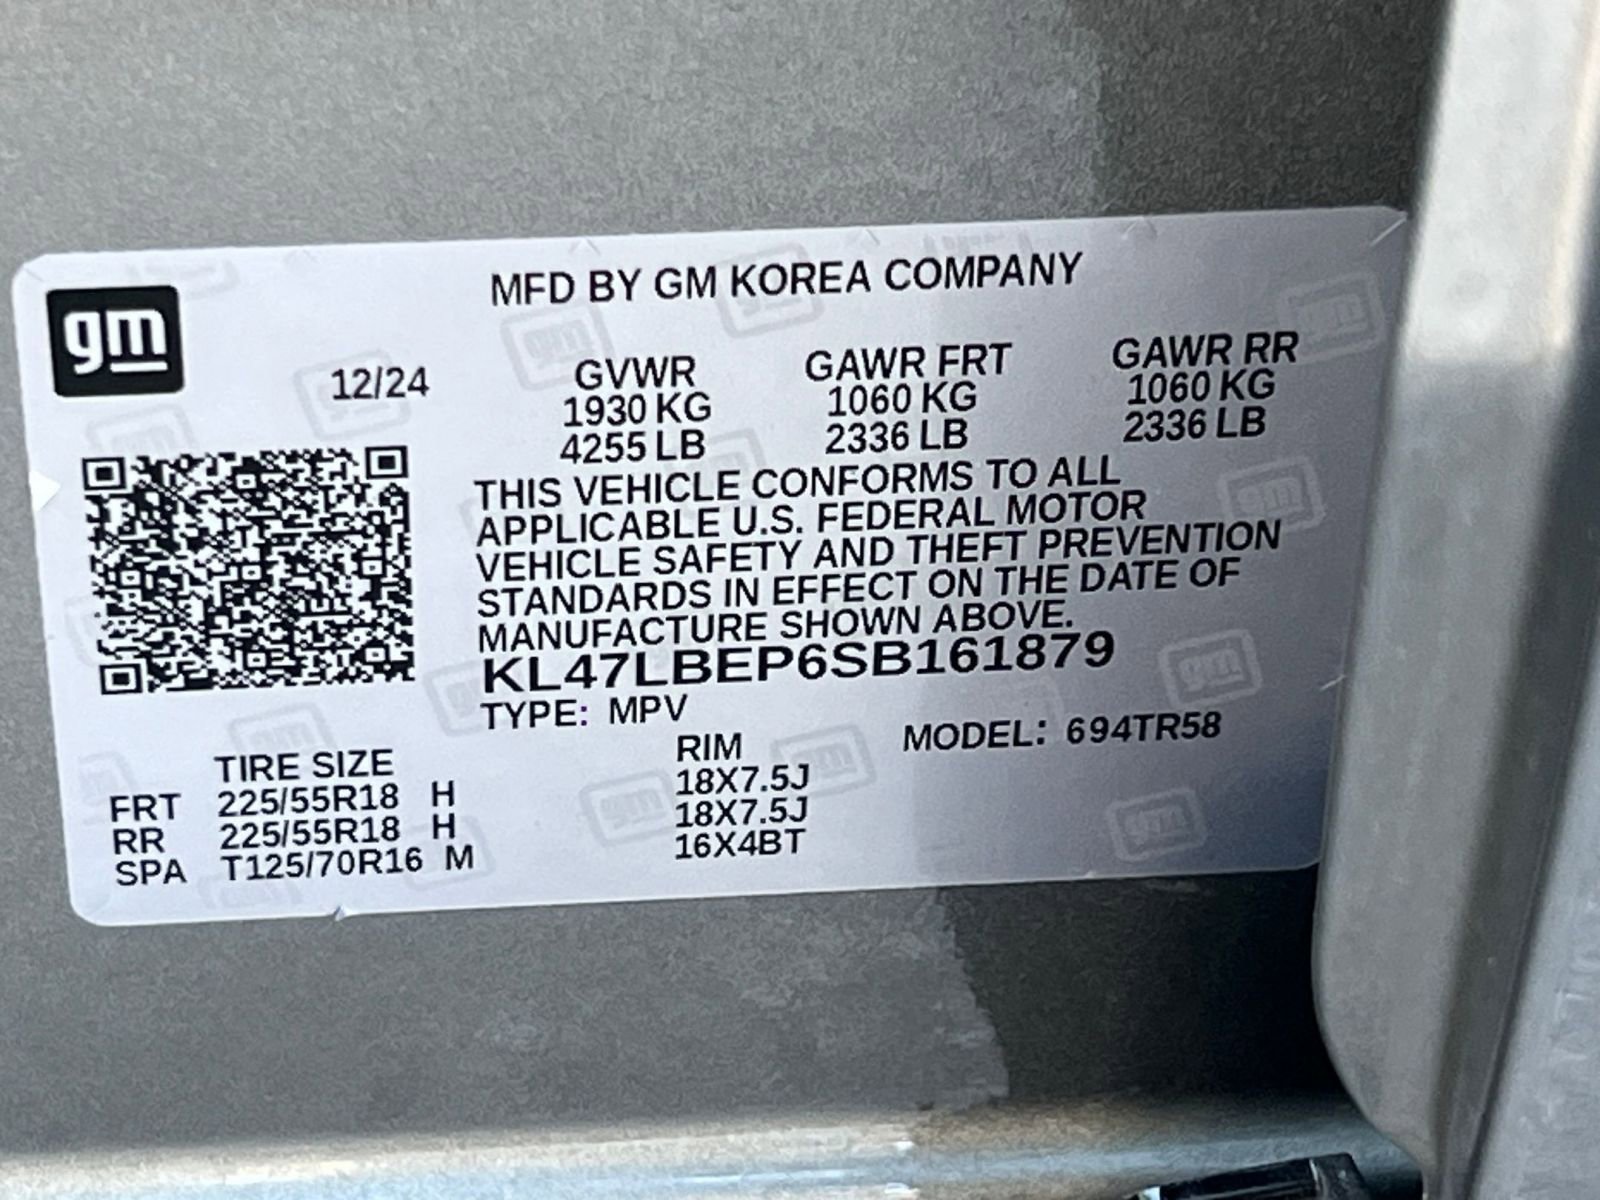 gm
MFD BY GM KOREA COMPANY
12/24
GVWR GAWR FRT GAWR RR
1930 KG 1060 KG 1060 KG
4255 LB 2336 LB 2336 LB
THIS VEHICLE CONFORMS TO ALL
APPLICABLE U.S. FEDERAL MOTOR
VEHICLE SAFETY AND THEFT PREVENTION
STANDARDS IN EFFECT ON THE DATE OF
MANUFACTURE SHOWN ABOVE.
KL47LBEP6SB161879
TYPE: MPV MODEL: 694TR58
TIRE SIZE RIM
FRT 225/55R18 H 18X7.5J
RR 225/55R18 H 18X7.5J
SPA T125/70R16 M 16X4BT